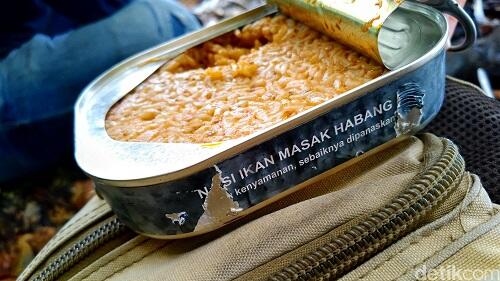 NASI IKAN MASAK HABANG
kenyamanan, sebaiknya dipanaskan
detikcom